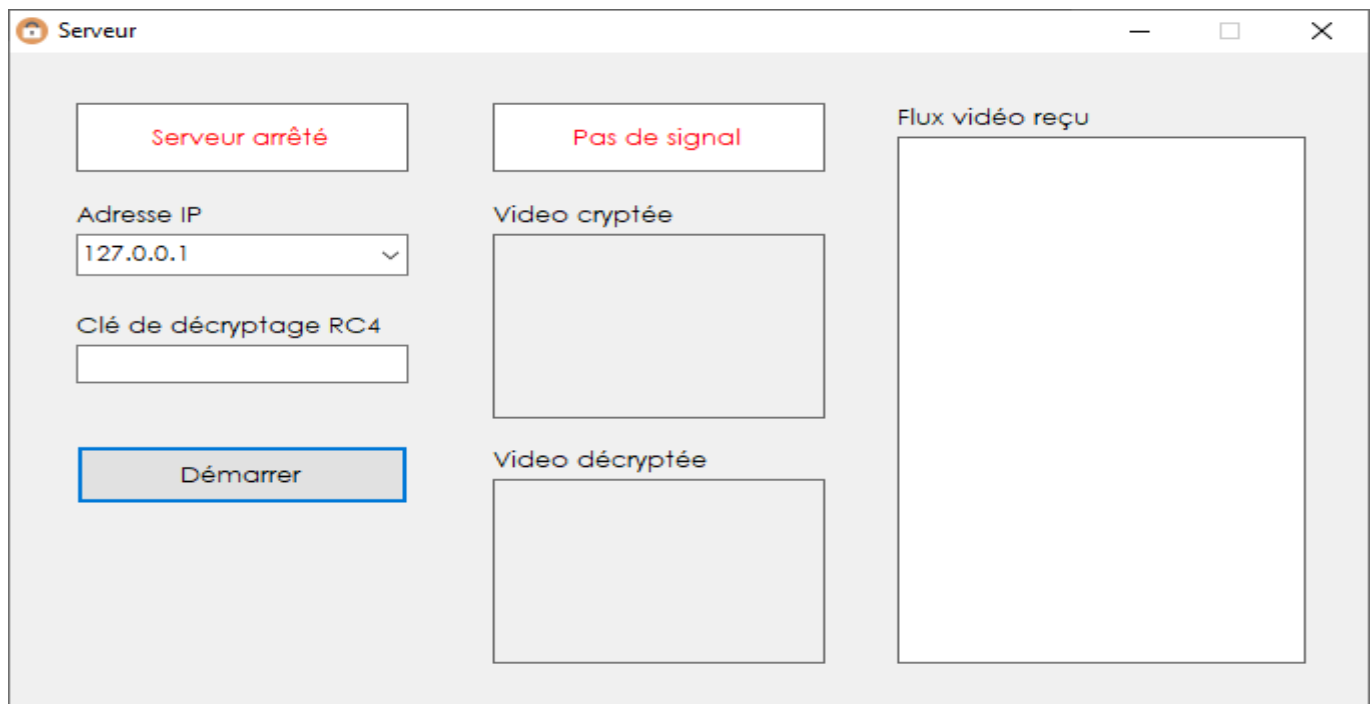 Serveur
Serveur arrêté
Adresse IP
127.0.0.1
Clé de décryptage RC4
Démarrer
Pas de signal
Video cryptée
Video décryptée
Flux vidéo reçu